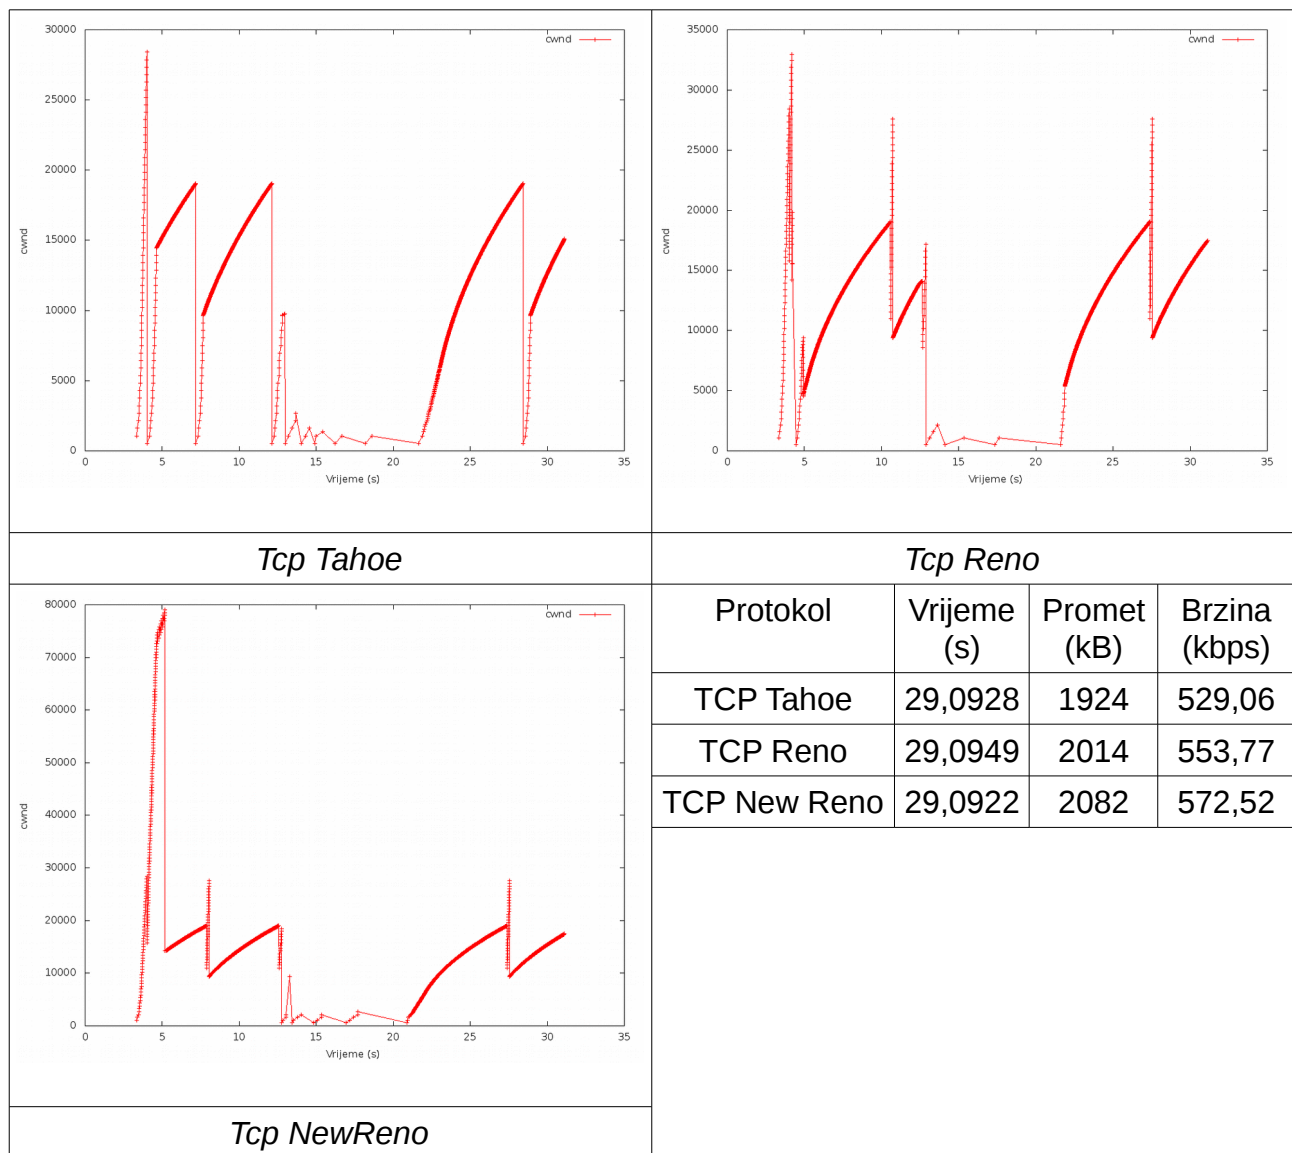 30000
25000
20000
15000
10000
5000
0
cwnd
cwnd
0 5 10 15 20 25 30 35
Vrijeme (s)
Tcp Tahoe
35000
30000
25000
20000
15000
10000
5000
0
cwnd
cwnd
0 5 10 15 20 25 30 35
Vrijeme (s)
Tcp Reno
80000
70000
60000
50000
40000
30000
20000
10000
0
cwnd
cwnd
0 5 10 15 20 25 30 35
Vrijeme (s)
Tcp NewReno
Protokol Vrijeme (s) Promet (kB) Brzina (kbps)
TCP Tahoe 29,0928 1924 529,06
TCP Reno 29,0949 2014 553,77
TCP New Reno 29,0922 2082 572,52